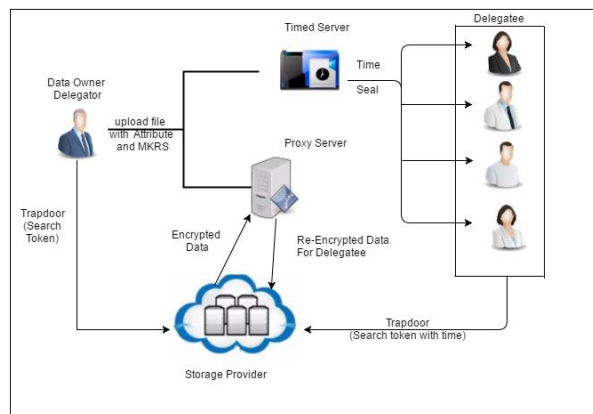 Timed Server
Delegatee
Time
Seal
Data Owner
Delegator
upload file
with Attribute
and MKRS
Proxy Server
Trapdoor
(Search
Token)
Encrypted
Data
Re-Encrypted Data
For Delegatee
Trapdoor
(Search token with time)
Storage Provider